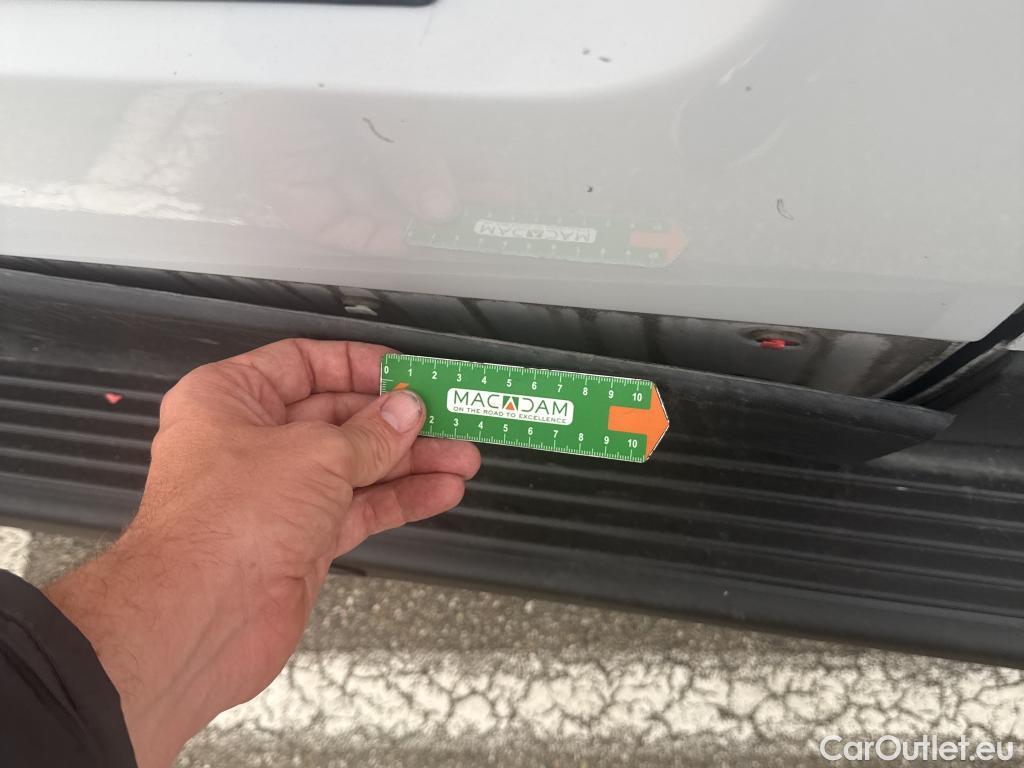 0 1 2 3 4 5 6 7 8 9 10
MACADAM
ON THE ROAD TO EXCELLENCE
2 3 4 5 6 7 8 9 10
CarOutlet.eu